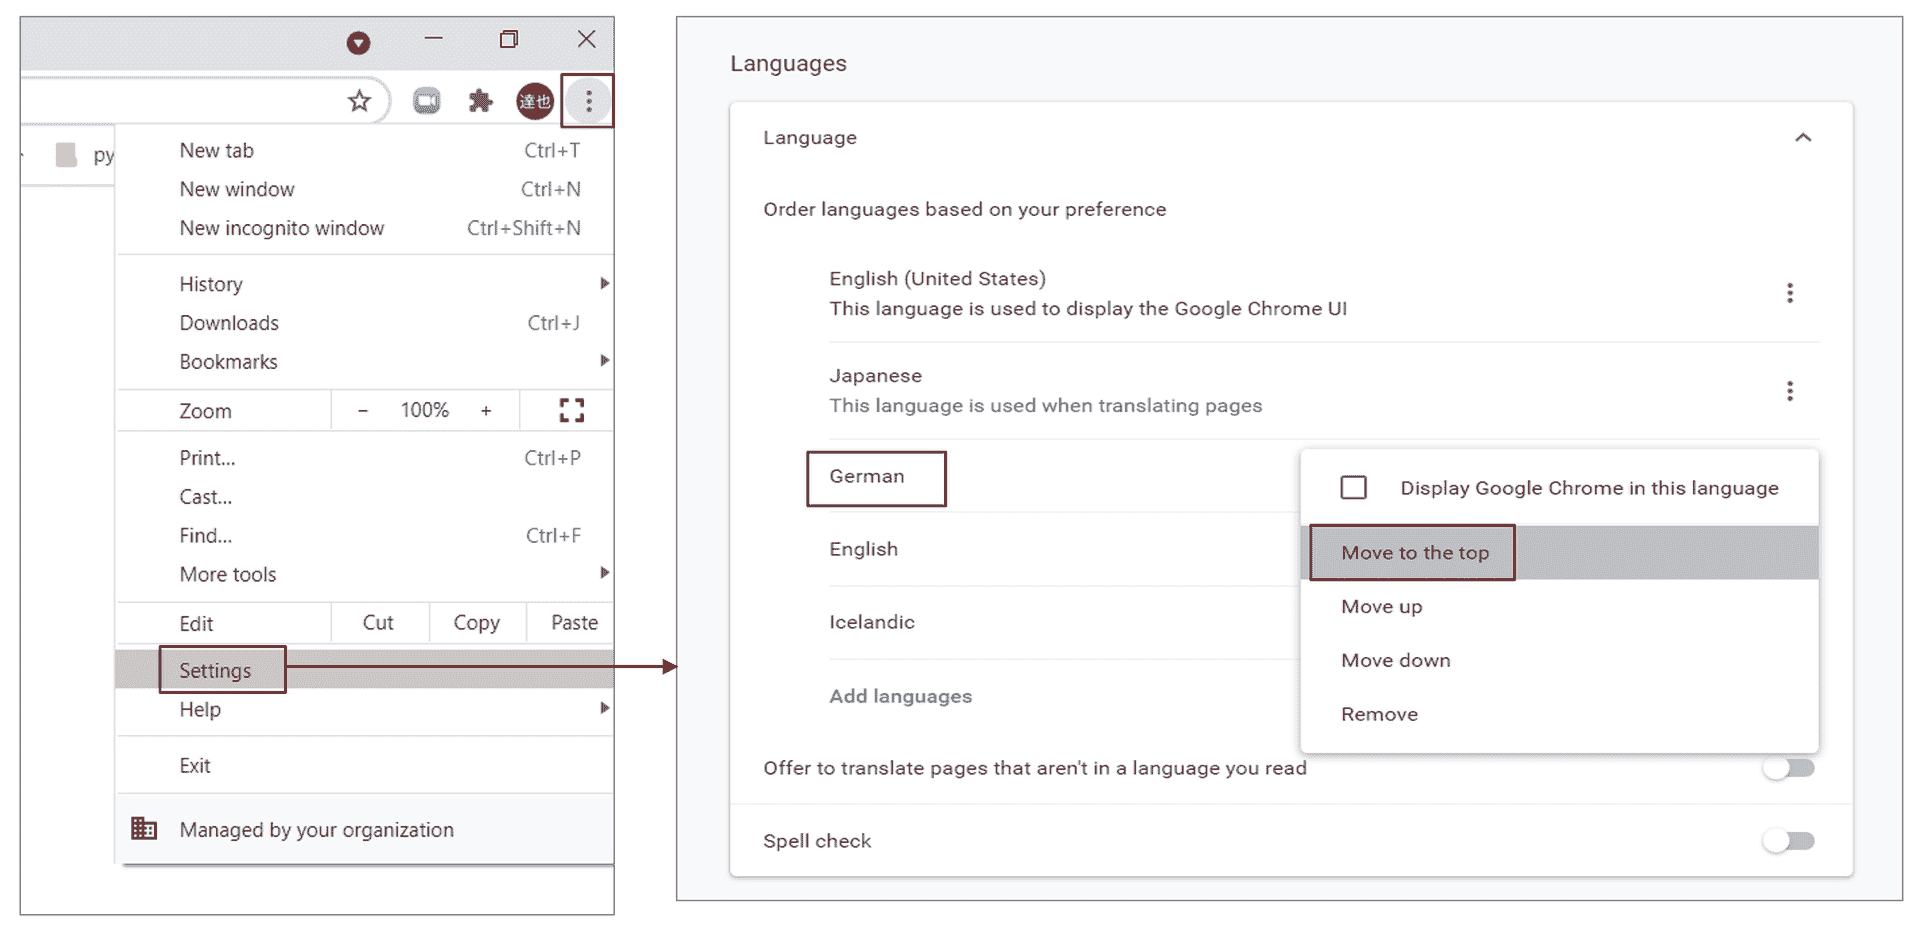 達也
py
New tab Ctrl+T
New window Ctrl+N
New incognito window Ctrl+Shift+N
History
Downloads Ctrl+J
Bookmarks
Zoom - 100% +
Print... Ctrl+P
Cast...
Find... Ctrl+F
More tools
Edit Cut Copy Paste
Settings
Help
Exit
Managed by your organization
Languages
Language
Order languages based on your preference
English (United States)
This language is used to display the Google Chrome UI
Japanese
This language is used when translating pages
German
English
Icelandic
Add languages
Display Google Chrome in this language
Move to the top
Move up
Move down
Remove
Offer to translate pages that aren't in a language you read
Spell check